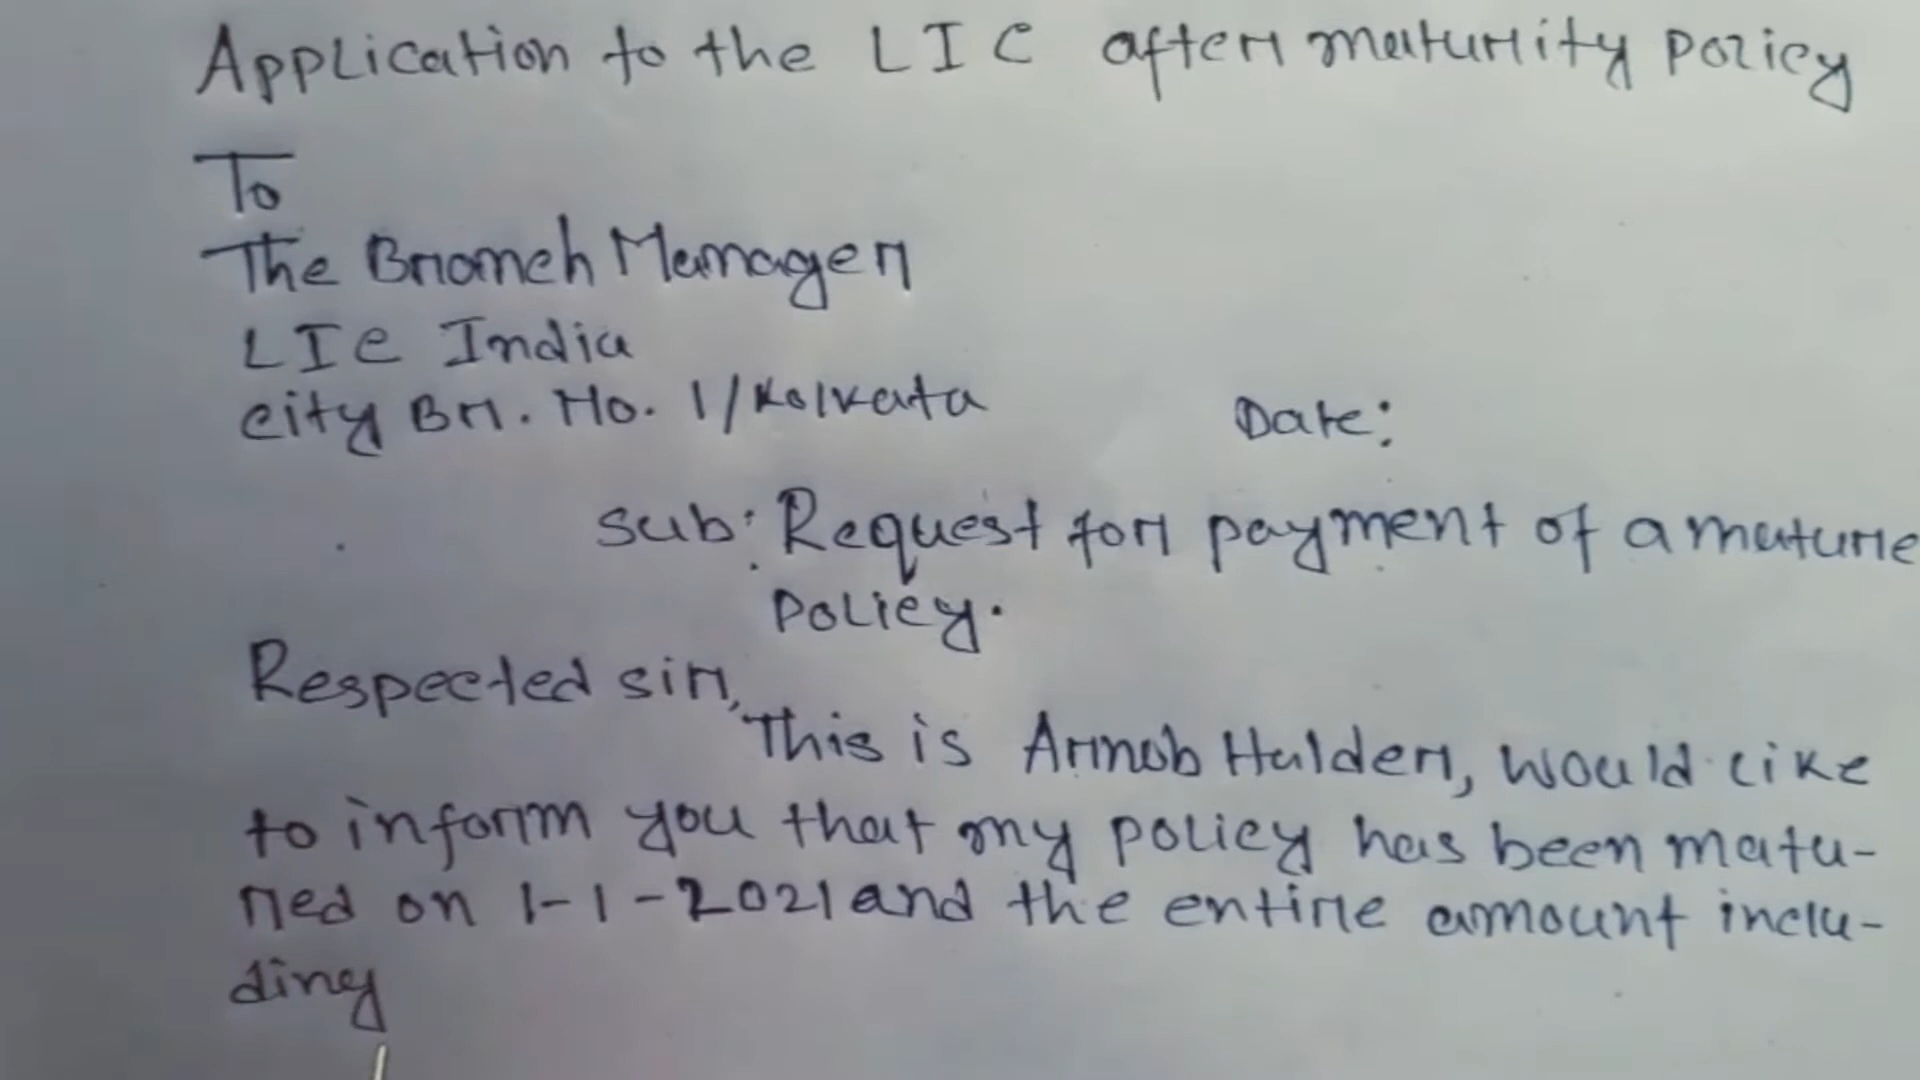 Application to the LIC after maturity policy
To
The Branch Manager
LIC India
city Br. No. 1/Kolkata Date:
Sub: Request for payment of a mature
policy.
Respected sir,
This is Arnob Halder, would like
to inform you that my policy has been matu-
red on 1-1-2021 and the entire amount inclu-
ding